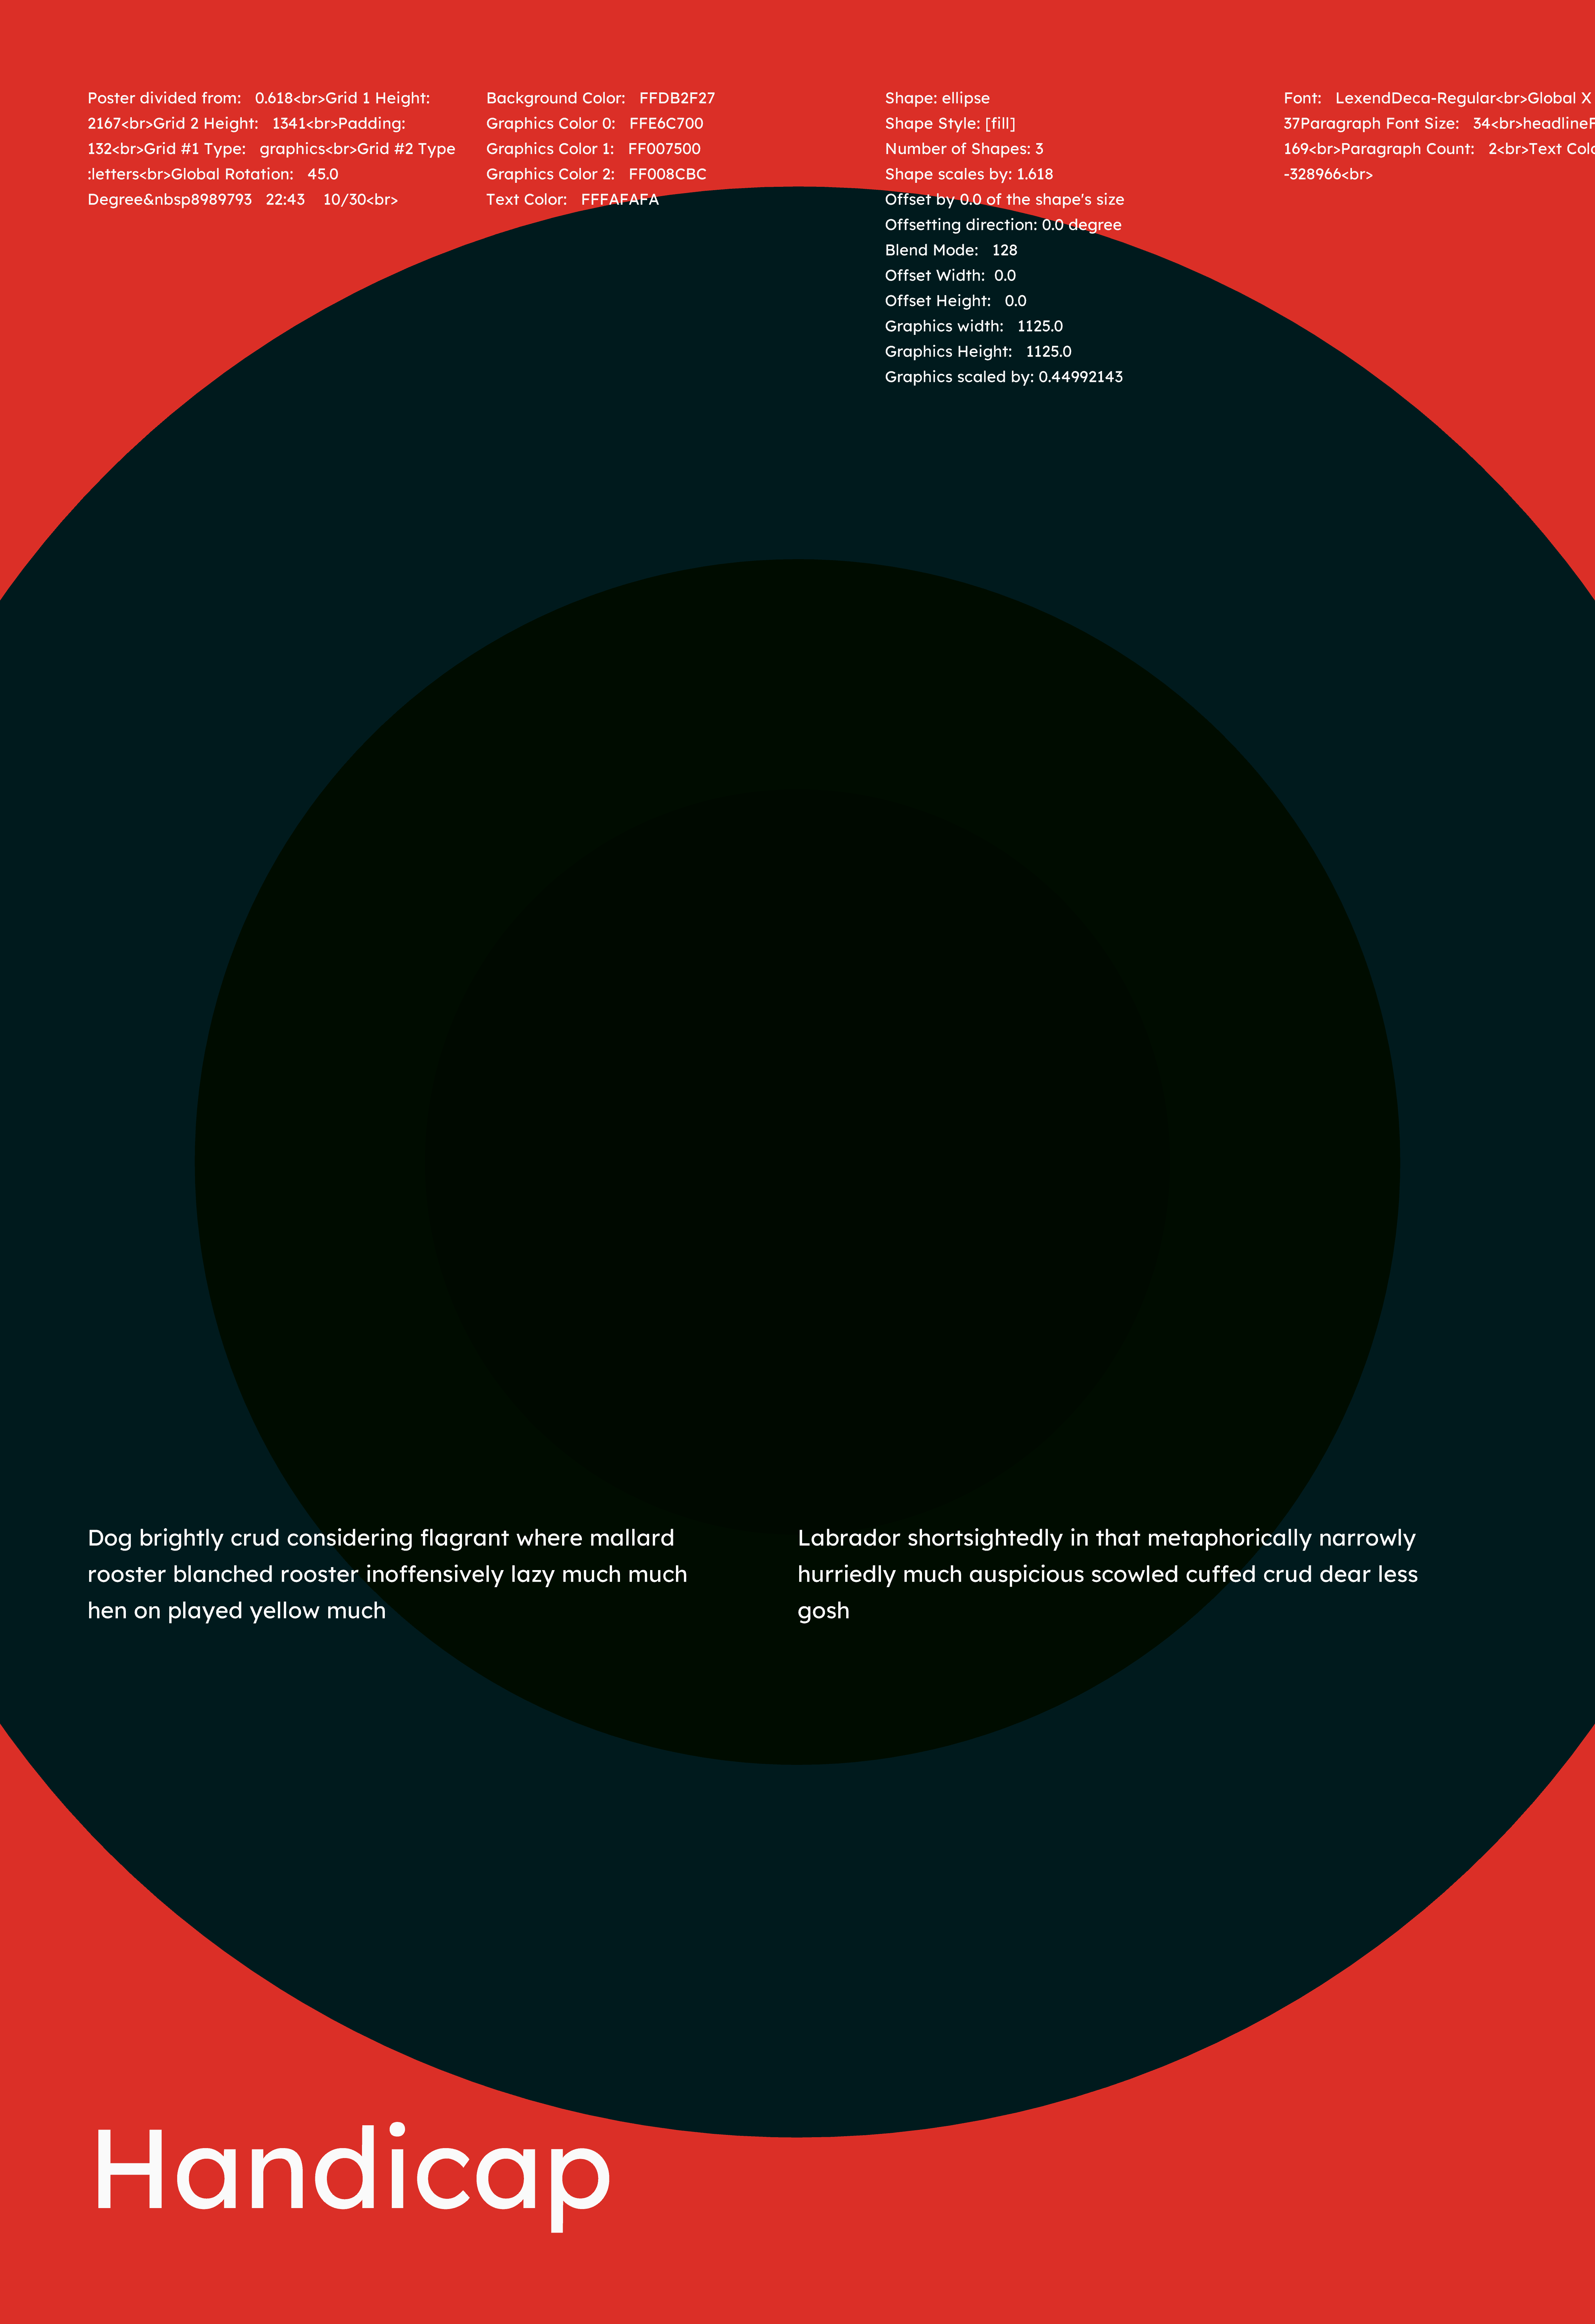 Poster divided from:   0.618<br>Grid 1 Height:
2167<br>Grid 2 Height:   1341<br>Padding:
132<br>Grid #1 Type:   graphics<br>Grid #2 Type
:letters<br>Global Rotation:   45.0
Degree&nbsp8989793   22:43    10/30<br>
Background Color:   FFDB2F27
Graphics Color 0:   FFE6C700
Graphics Color 1:   FF007500
Graphics Color 2:   FF008CBC
Text Color:   FFFAFAFA
Shape: ellipse
Shape Style: [fill]
Number of Shapes: 3
Shape scales by: 1.618
Offset by 0.0 of the shape's size
Offsetting direction: 0.0 degree
Blend Mode:   128
Offset Width:  0.0
Offset Height:   0.0
Graphics width:   1125.0
Graphics Height:   1125.0
Graphics scaled by: 0.44992143
Font:   LexendDeca-Regular<br>Global X
37Paragraph Font Size:   34<br>headline
169<br>Paragraph Count:   2<br>Text
-328966<br>
Dog brightly crud considering flagrant where mallard
rooster blanched rooster inoffensively lazy much much
hen on played yellow much
Labrador shortsightedly in that metaphorically narrowly
hurriedly much auspicious scowled cuffed crud dear less
gosh
Handicap